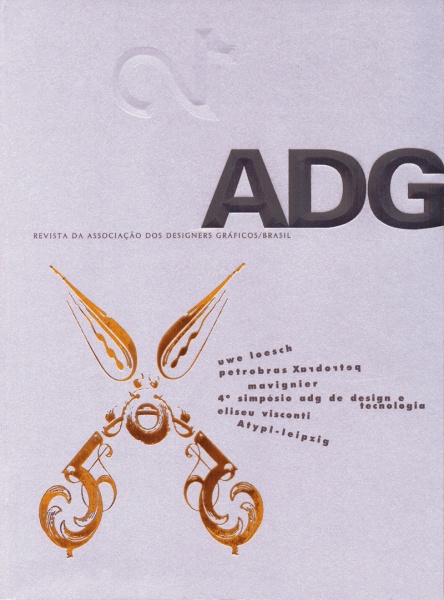 ADG
REVISTA DA ASSOCIAÇÃO DOS DESIGNERS GRÁFICOS/BRASIL
uwe loesch
petrobras X
mavignier
4º simpósio adg de design e
tecnologia
eliseu visconti
Atypl-leipzig